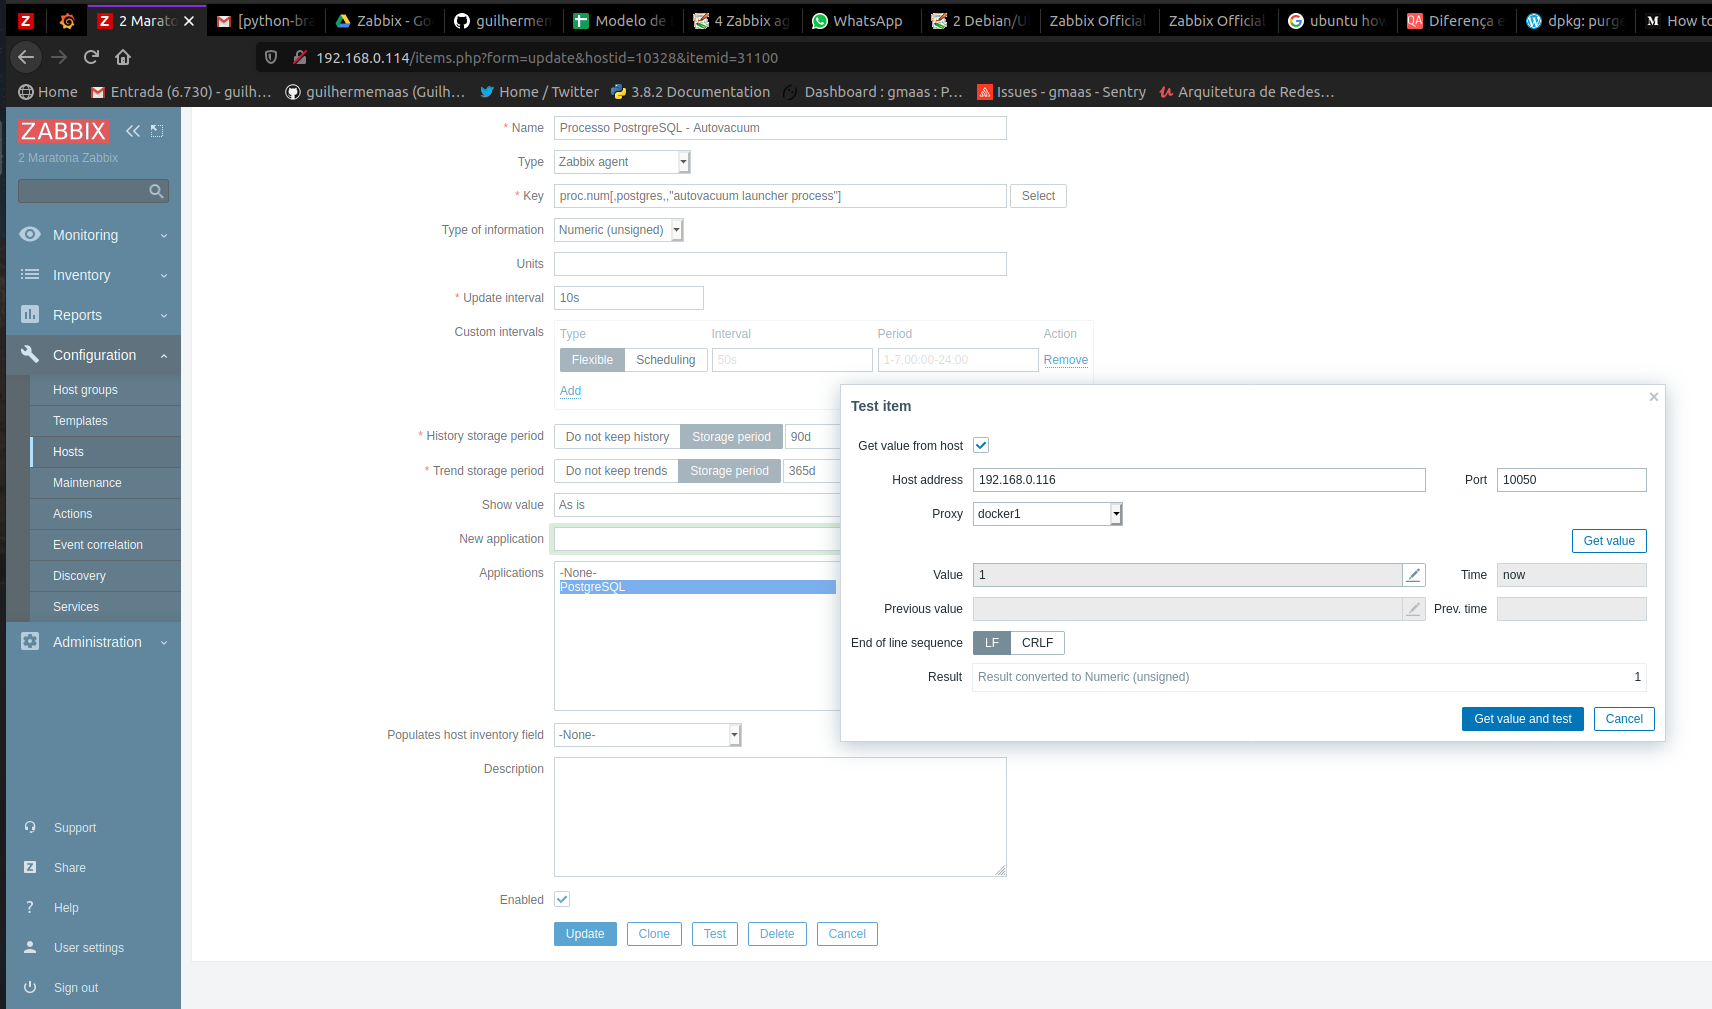 2 Marato
[python-bra
Zabbix - Go
guilhermem
Modelo de
4 Zabbix ag
WhatsApp
2 Debian/U
Zabbix Official
Zabbix Official
ubuntu how
Diferença e
dpkg: purge
How to
192.168.0.114/items.php?form=update&hostid=10328&itemid=31100
Home
Entrada (6.730) - guilh…
guilhermemaas (Guilh…
Home / Twitter
3.8.2 Documentation
Dashboard : gmaas : P…
Issues - gmaas - Sentry
Arquitetura de Redes…
ZABBIX
2 Maratona Zabbix
Monitoring
Inventory
Reports
Configuration
Host groups
Templates
Hosts
Maintenance
Actions
Event correlation
Discovery
Services
Administration
Support
Share
Help
User settings
Sign out
* Name Processo PostrgreSQL - Autovacuum
Type Zabbix agent
* Key proc.num[,postgres,,"autovacuum launcher process"] Select
Type of information Numeric (unsigned)
Units
* Update interval 10s
Custom intervals Type Interval Period Action
Flexible Scheduling 50s 1-7,00:00-24:00 Remove
Add
* History storage period Do not keep history Storage period 90d
* Trend storage period Do not keep trends Storage period 365d
Show value As is
New application
Applications -None-
PostgreSQL
Populates host inventory field -None-
Description
Enabled
Update Clone Test Delete Cancel
Test item
Get value from host
Host address 192.168.0.116 Port 10050
Proxy docker1
Get value
Value 1 Time now
Previous value Prev. time
End of line sequence LF CRLF
Result Result converted to Numeric (unsigned) 1
Get value and test Cancel